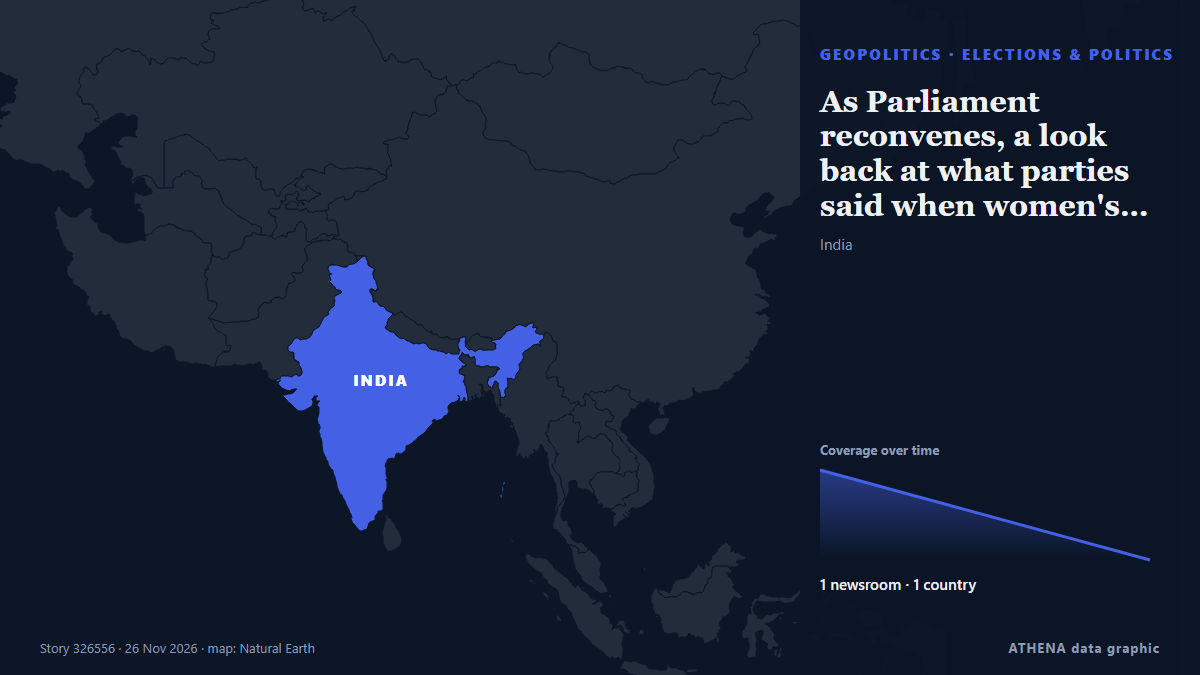 GEOPOLITICS · ELECTIONS & POLITICS
As Parliament
reconvenes, a look
back at what parties
said when women's...
India
INDIA
Coverage over time
1 newsroom · 1 country
Story 326556 · 26 Nov 2026 · map: Natural Earth
ATHENA data graphic